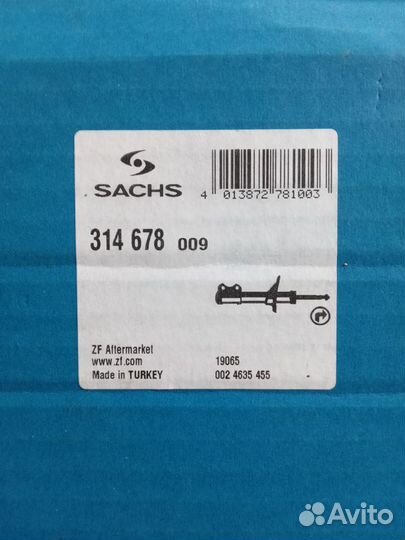 SACHS
4 013872 781003
314 678 009
ZF Aftermarket
www.zf.com
Made in TURKEY
19065
002 4635 455
Avito